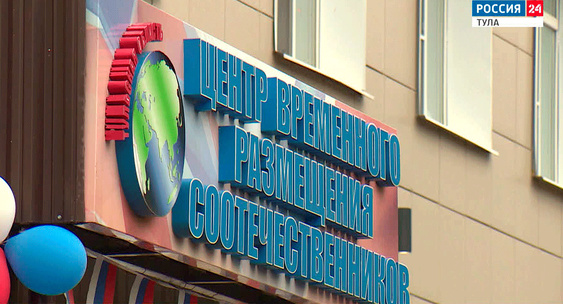 РОССИЯ 24
ТУЛА
ЦЕНТР ВРЕМЕННОГО
РАЗМЕЩЕНИЯ
СООТЕЧЕСТВЕННИКОВ